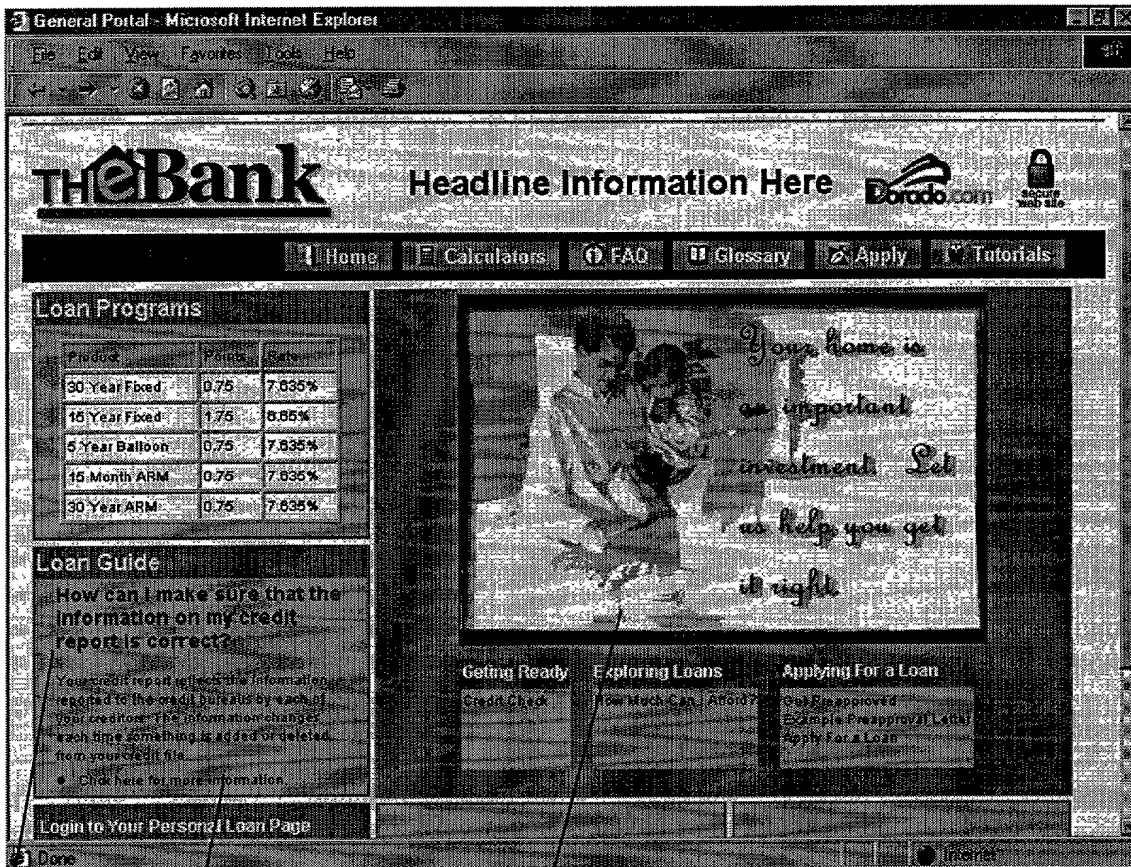 General Portal - Microsoft Internet Explorer
File Edit View Favorites Tools Help
THeBank
Headline Information Here
Dorado.com
secure
web site
Home Calculators FAQ Glossary Apply Tutorials
Loan Programs
Product Points Rate
30 Year Fixed 0.75 7.635%
15 Year Fixed 1.75 6.65%
5 Year Balloon 0.75 7.635%
15 Month ARM 0.75 7.635%
30 Year ARM 0.75 7.635%
Loan Guide
How can I make sure that the
information on my credit
report is correct?
Your credit report reflects the information
reported to the credit bureaus by each of
your creditors. The information changes
each time something is added or deleted
from your credit file.
Click here for more information
Login to Your Personal Loan Page
Your home is
an important
investment. Let
us help you get
it right.
Geting Ready
Credit Check
Exploring Loans
How Much Can I Afford?
Applying For a Loan
Get Preapproved
Example Preapproval Letter
Apply For a Loan
Done
Internet